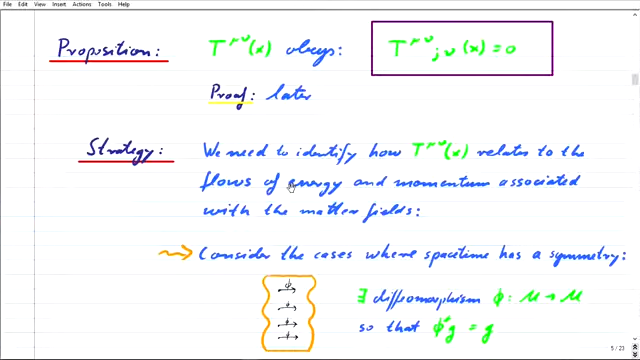 File Edit View Insert Actions Tools Help
Proposition: T^{μν}(x) obeys: T^{μν}_{;ν}(x) = 0
Proof: later
Strategy: We need to identify how T^{μν}(x) relates to the
flows of energy and momentum associated
with the matter fields:
⇝ Consider the cases where spacetime has a symmetry:
ϕ ∃ diffeomorphism ϕ: M → M
so that ϕ*g = g
5 / 21